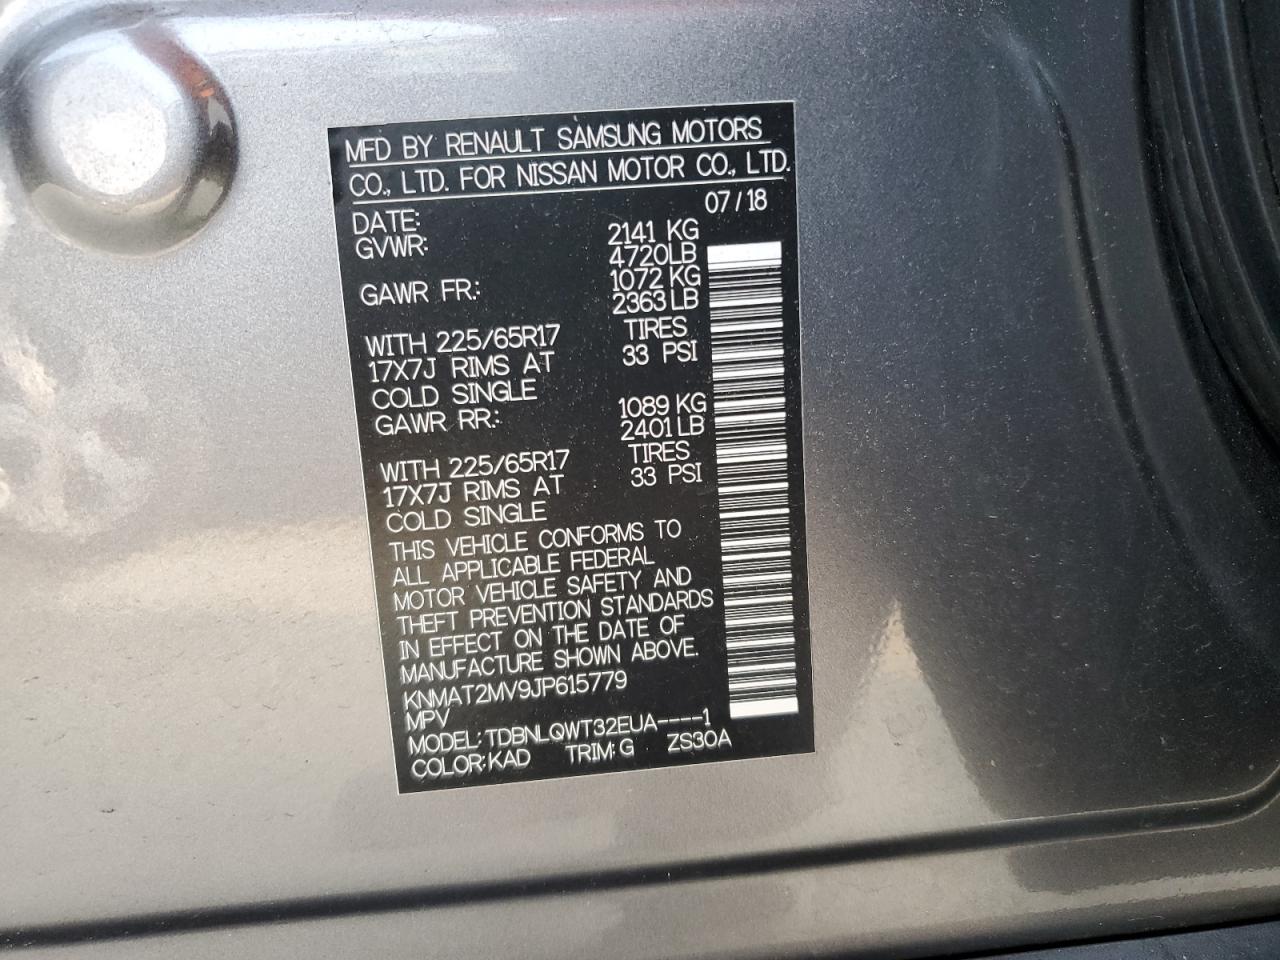 MFD BY RENAULT SAMSUNG MOTORS
CO., LTD. FOR NISSAN MOTOR CO., LTD.
DATE: 07/18
GVWR: 2141 KG
4720LB
GAWR FR.: 1072 KG
2363LB
WITH 225/65R17 TIRES
17X7J RIMS AT 33 PSI
COLD SINGLE
GAWR RR.: 1089 KG
2401LB
WITH 225/65R17 TIRES
17X7J RIMS AT 33 PSI
COLD SINGLE
THIS VEHICLE CONFORMS TO
ALL APPLICABLE FEDERAL
MOTOR VEHICLE SAFETY AND
THEFT PREVENTION STANDARDS
IN EFFECT ON THE DATE OF
MANUFACTURE SHOWN ABOVE.
KNMAT2MV9JP615779
MPV
MODEL:TDBNLQWT32EUA----1
COLOR:KAD TRIM:G ZS30A